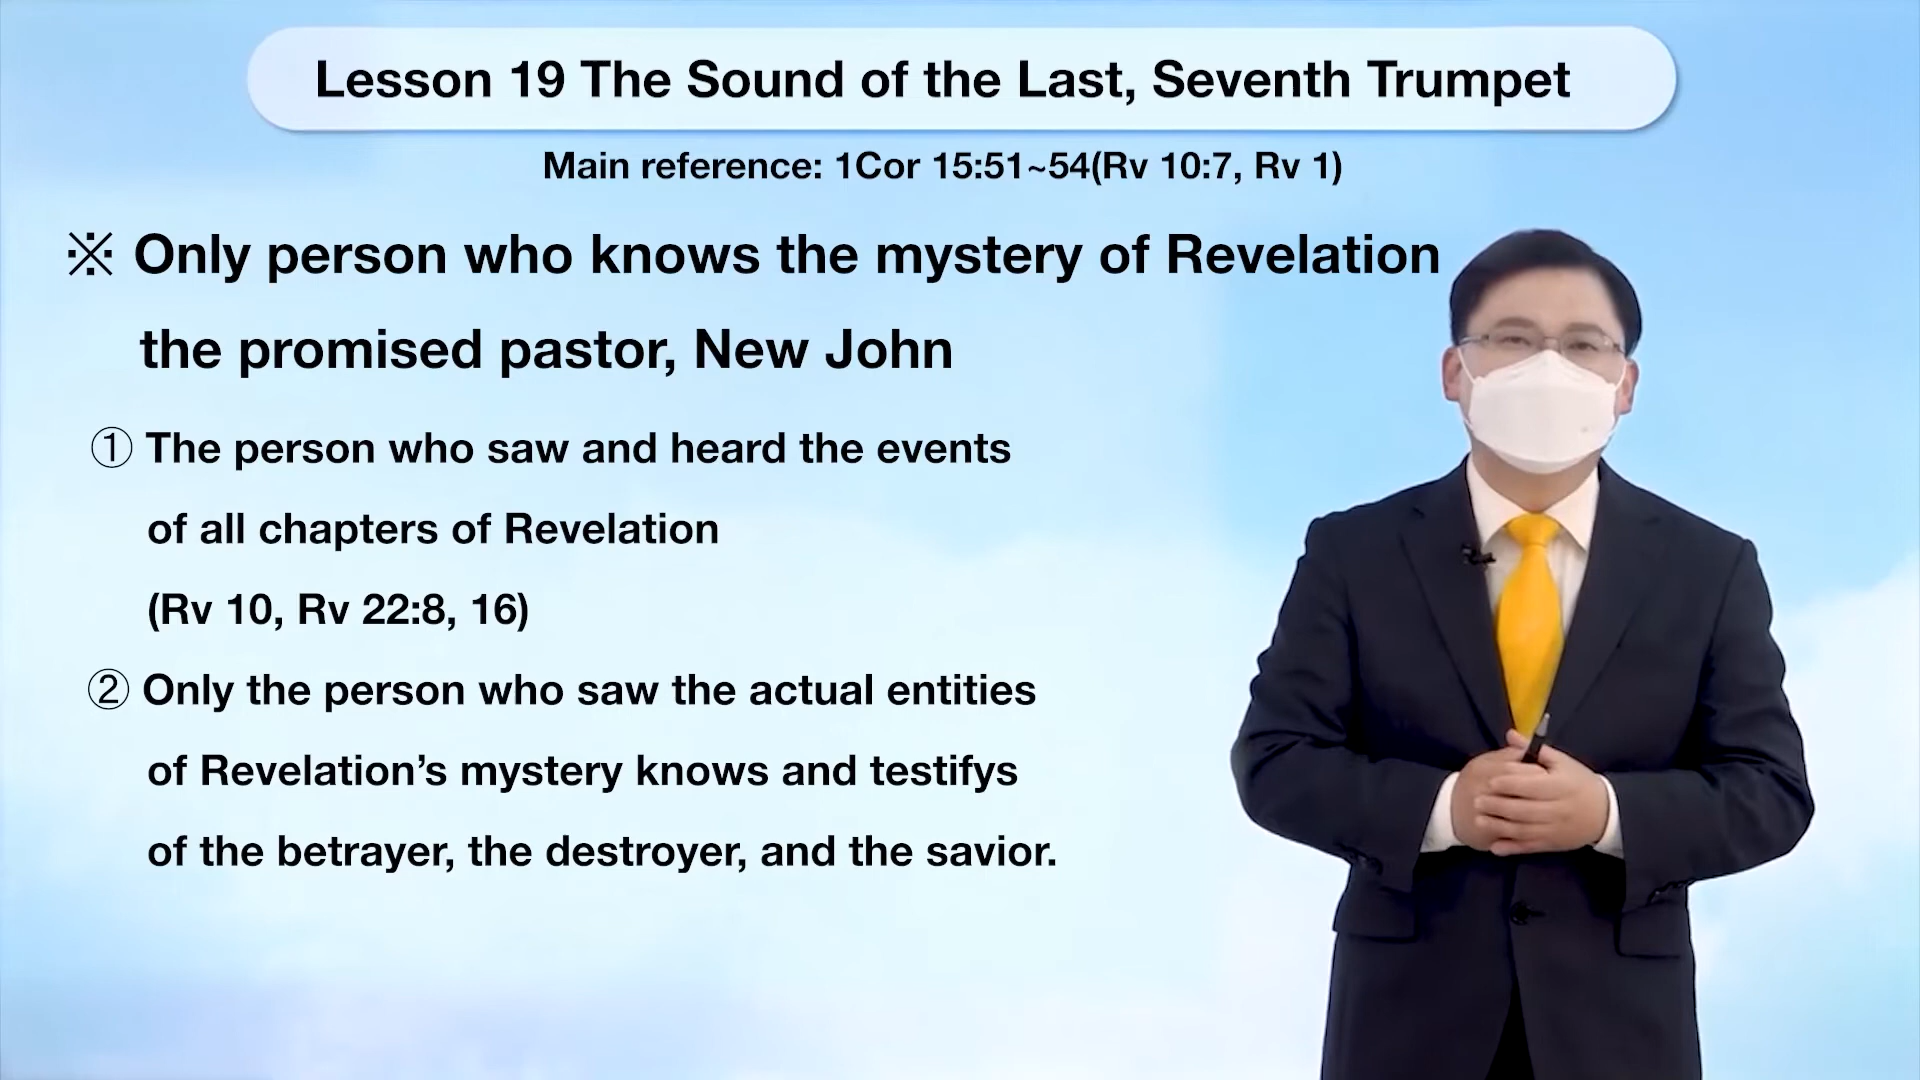 Lesson 19 The Sound of the Last, Seventh Trumpet
Main reference: 1Cor 15:51~54(Rv 10:7, Rv 1)
※ Only person who knows the mystery of Revelation
the promised pastor, New John
① The person who saw and heard the events
of all chapters of Revelation
(Rv 10, Rv 22:8, 16)
② Only the person who saw the actual entities
of Revelation’s mystery knows and testifys
of the betrayer, the destroyer, and the savior.